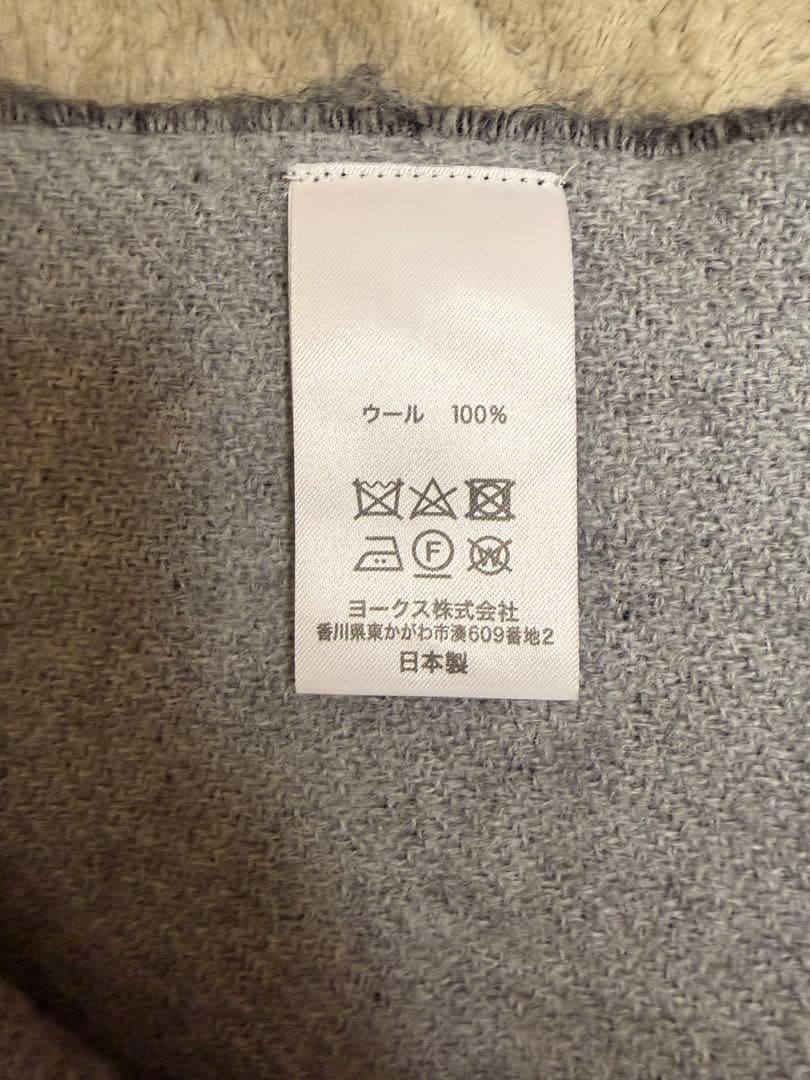 ウール 100%
F W
ヨークス株式会社
香川県東かがわ市湊609番地2
日本製